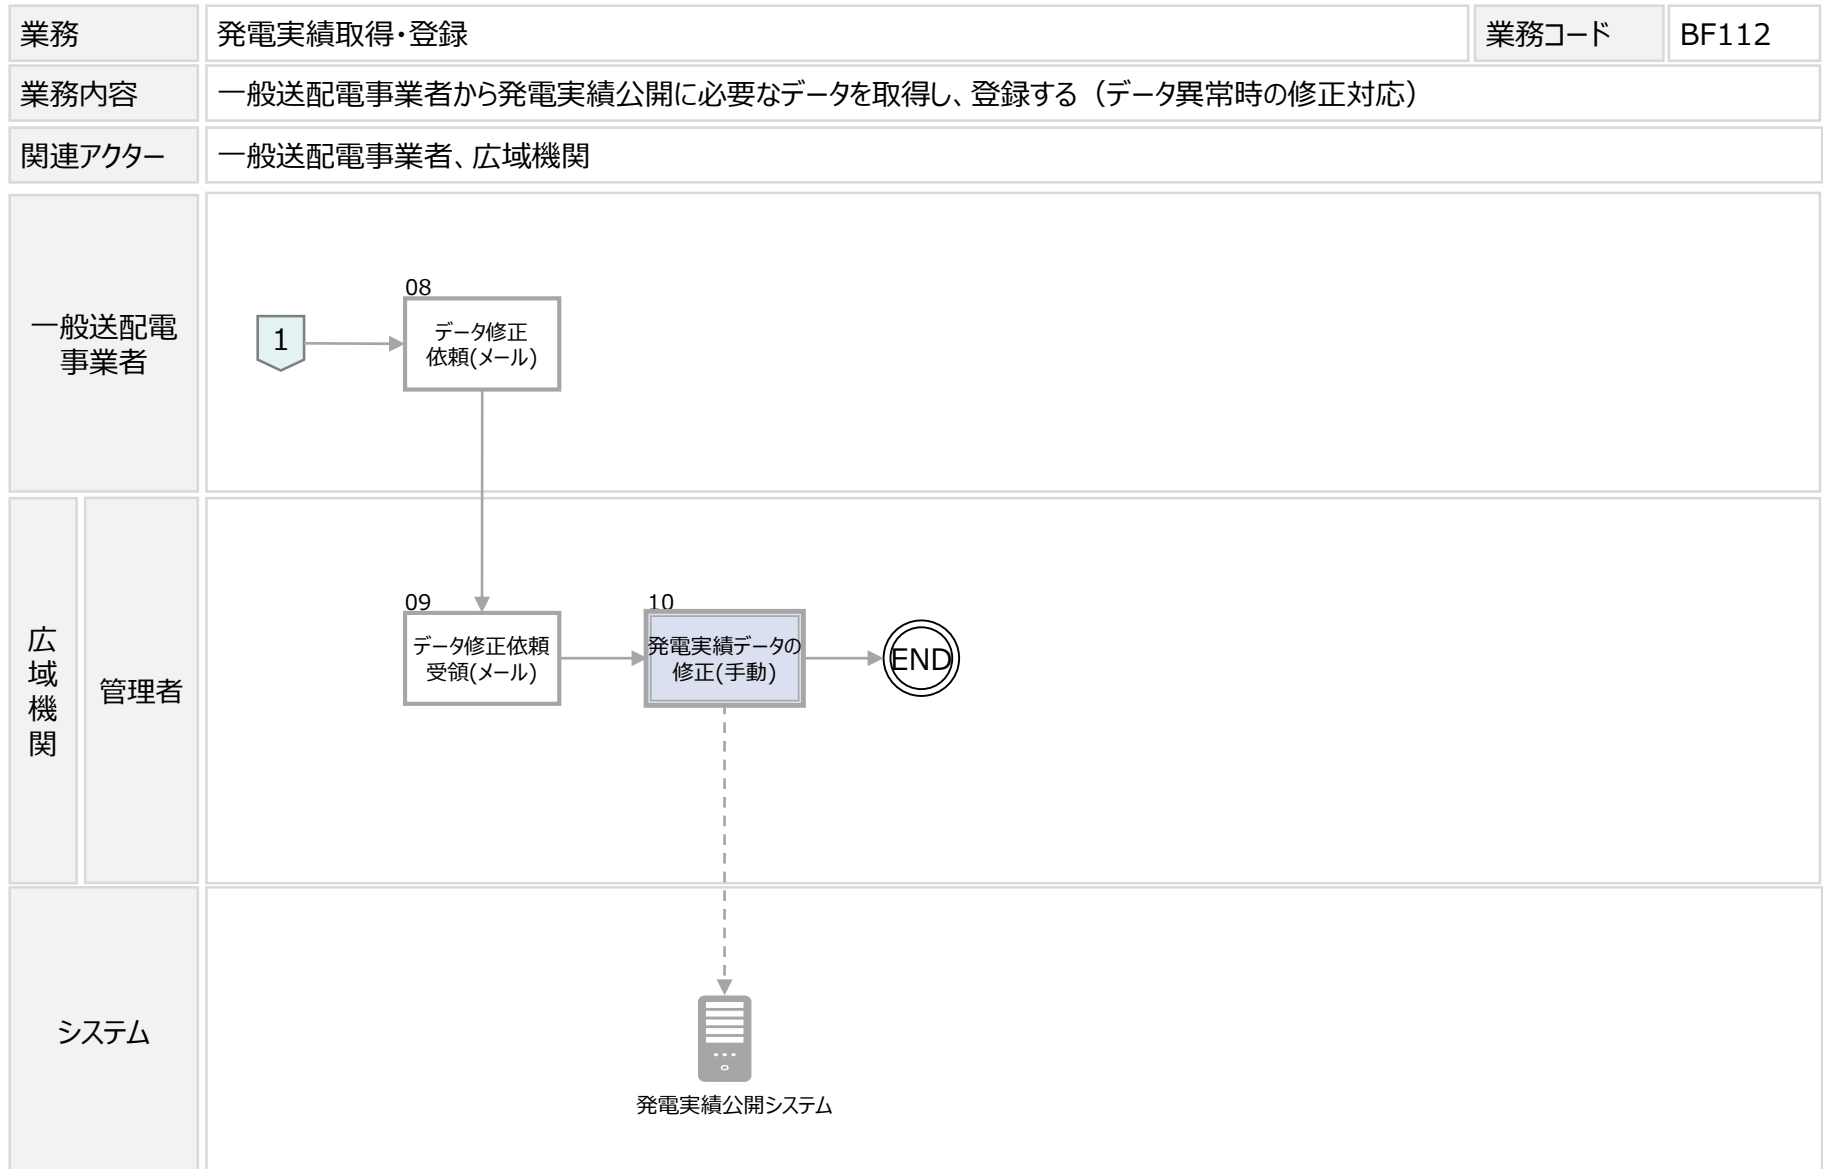 業務
発電実績取得・登録
業務コード
BF112
業務内容
一般送配電事業者から発電実績公開に必要なデータを取得し、登録する（データ異常時の修正対応）
関連アクター
一般送配電事業者、広域機関
一般送配電
事業者
1
08
データ修正
依頼(メール)
広域機関
管理者
09
データ修正依頼
受領(メール)
10
発電実績データの
修正(手動)
END
システム
発電実績公開システム